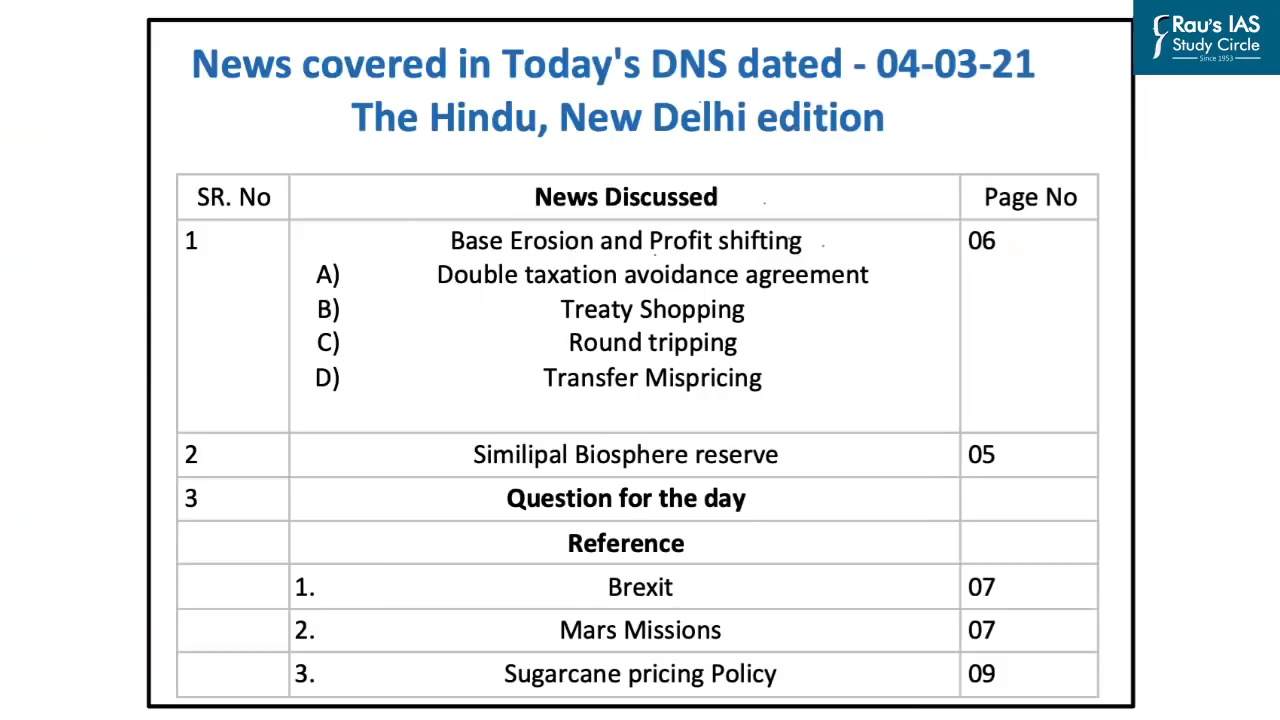 Rau's IAS
Study Circle
Since 1953
News covered in Today's DNS dated - 04-03-21
The Hindu, New Delhi edition
SR. No News Discussed Page No
1 Base Erosion and Profit shifting 06
A) Double taxation avoidance agreement
B) Treaty Shopping
C) Round tripping
D) Transfer Mispricing
2 Similipal Biosphere reserve 05
3 Question for the day
Reference
1. Brexit 07
2. Mars Missions 07
3. Sugarcane pricing Policy 09